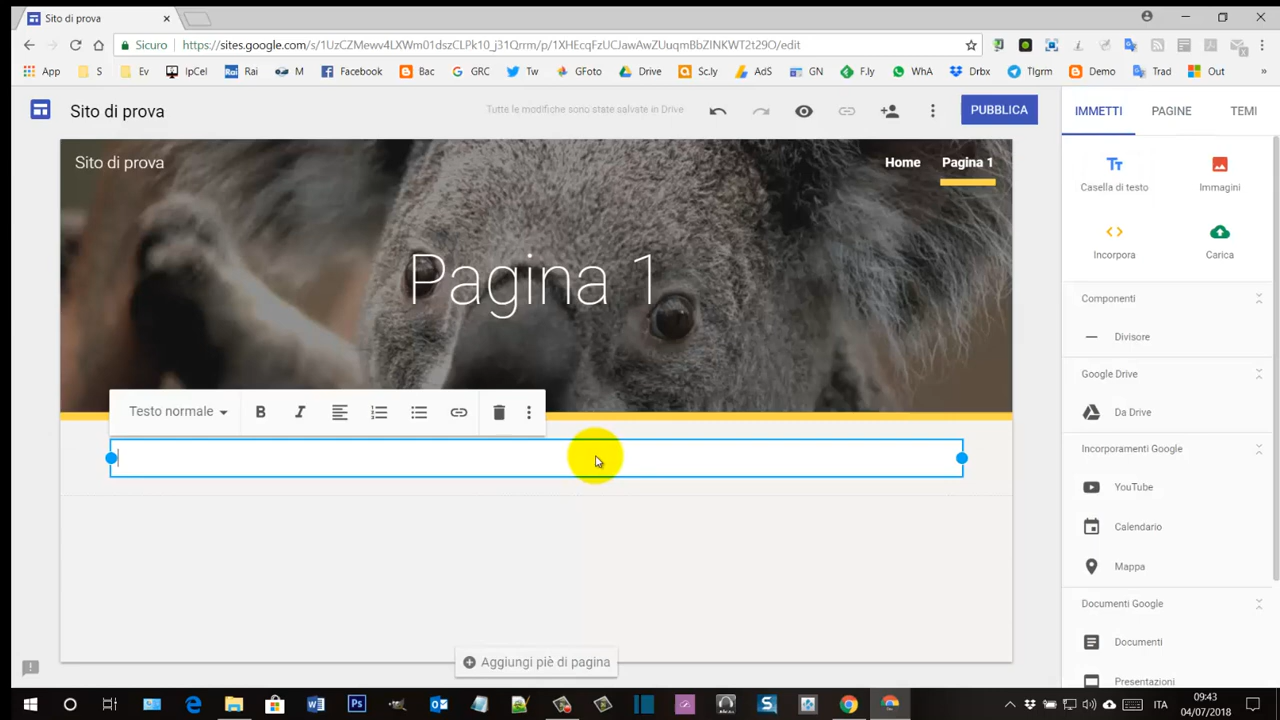 Sito di prova
Sicuro https://sites.google.com/s/1UzCZMewv4LXWm01dszCLPk10_j31Qrrm/p/1XHEcqFzUCJawAwZUuqmBbZINKWT2t29O/edit
App S Ev IpCel Rai M Facebook Bac GRC Tw GFoto Drive Sc.ly AdS GN F.ly WhA Drbx Tlgrm Demo Trad Out »
Sito di prova
Tutte le modifiche sono state salvate in Drive
PUBBLICA
IMMETTI PAGINE TEMI
Sito di prova
Home Pagina 1
Pagina 1
Testo normale B I
Aggiungi piè di pagina
Tт
Casella di testo Immagini
Incorpora Carica
Componenti
Divisore
Google Drive
Da Drive
Incorporamenti Google
YouTube
Calendario
Mappa
Documenti Google
Documenti
Presentazioni
ITA
09:43
04/07/2018